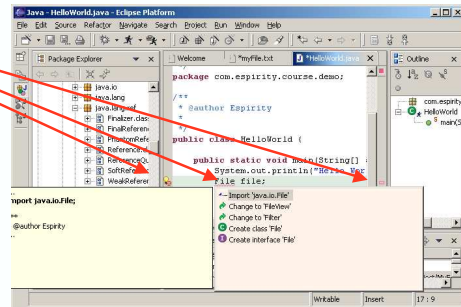 Java - HelloWorld.java - Eclipse Platform
File Edit Source Refactor Navigate Search Project Run Window Help
Package Explorer
Welcome
*myFile.txt
*HelloWorld.java
Outline
java.io
java.lang
java.lang.ref
Finalizer.clas
FinalReferen
PhantomRefe
Reference.cl
ReferenceQu
SoftRefe
WeakReferer
*/
package com.espirity.course.demo;
/**
* @author Espirity
*
*/
public class HelloWorld {
public static void main(String[]
System.out.println("Hello Wor
File file;
com.espirity
HelloWorld
main(S
mport java.io.File;
**
@author Espirity
Import 'java.io.File'
Change to 'FileView'
Change to 'Filter'
Create class 'File'
Create interface 'File'
Writable
Insert
17 : 9